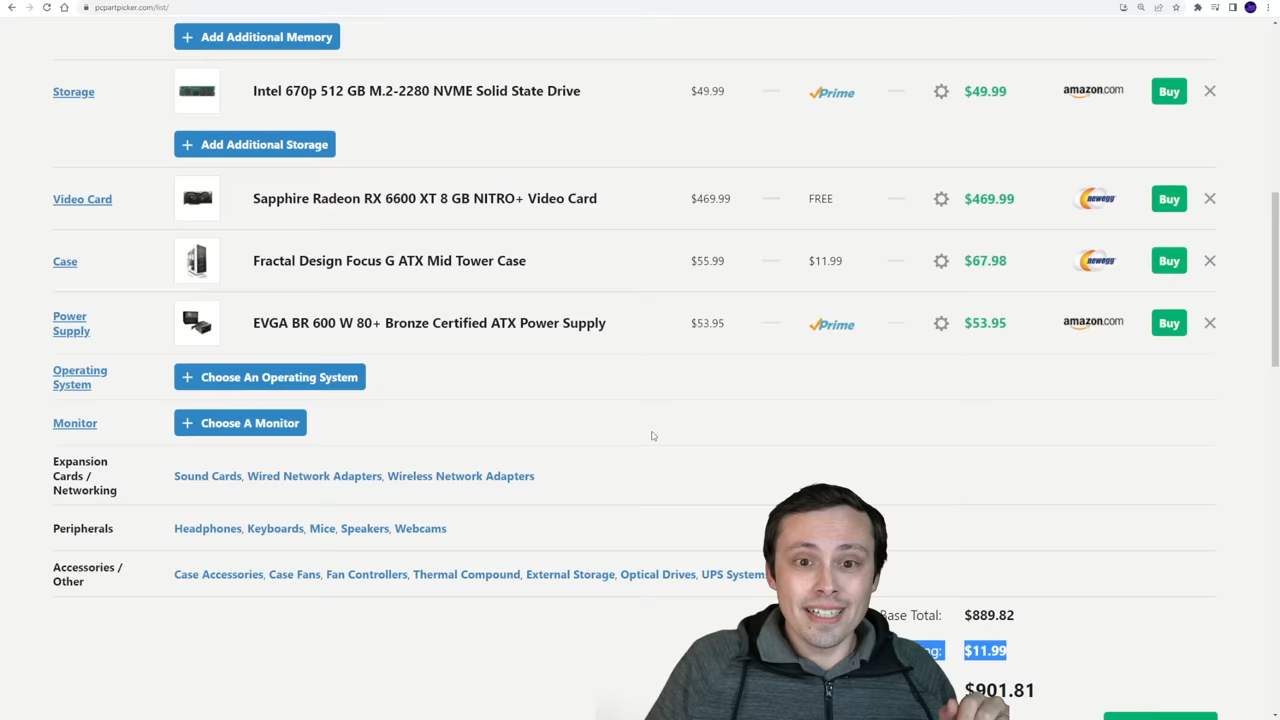 pcpartpicker.com/list/
+ Add Additional Memory
Storage Intel 670p 512 GB M.2-2280 NVME Solid State Drive $49.99 — Prime — $49.99 amazon.com Buy
+ Add Additional Storage
Video Card Sapphire Radeon RX 6600 XT 8 GB NITRO+ Video Card $469.99 — FREE — $469.99 newegg Buy
Case Fractal Design Focus G ATX Mid Tower Case $55.99 — $11.99 — $67.98 newegg Buy
Power
Supply EVGA BR 600 W 80+ Bronze Certified ATX Power Supply $53.95 — Prime — $53.95 amazon.com Buy
Operating
System + Choose An Operating System
Monitor + Choose A Monitor
Expansion
Cards / Sound Cards, Wired Network Adapters, Wireless Network Adapters
Networking
Peripherals Headphones, Keyboards, Mice, Speakers, Webcams
Accessories / Case Accessories, Case Fans, Fan Controllers, Thermal Compound, External Storage, Optical Drives, UPS Systems
Other
Base Total: $889.82
$11.99
$901.81